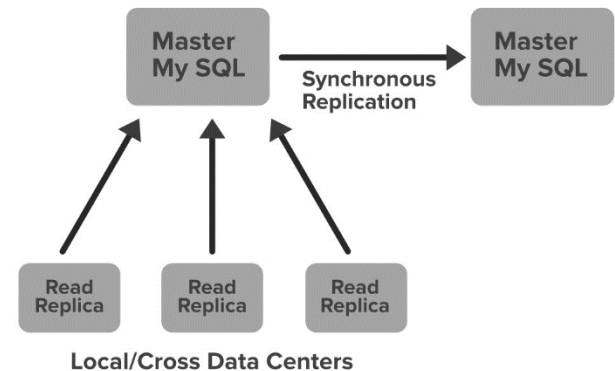 Master
My SQL
Synchronous
Replication
Master
My SQL
Read
Replica
Read
Replica
Read
Replica
Local/Cross Data Centers